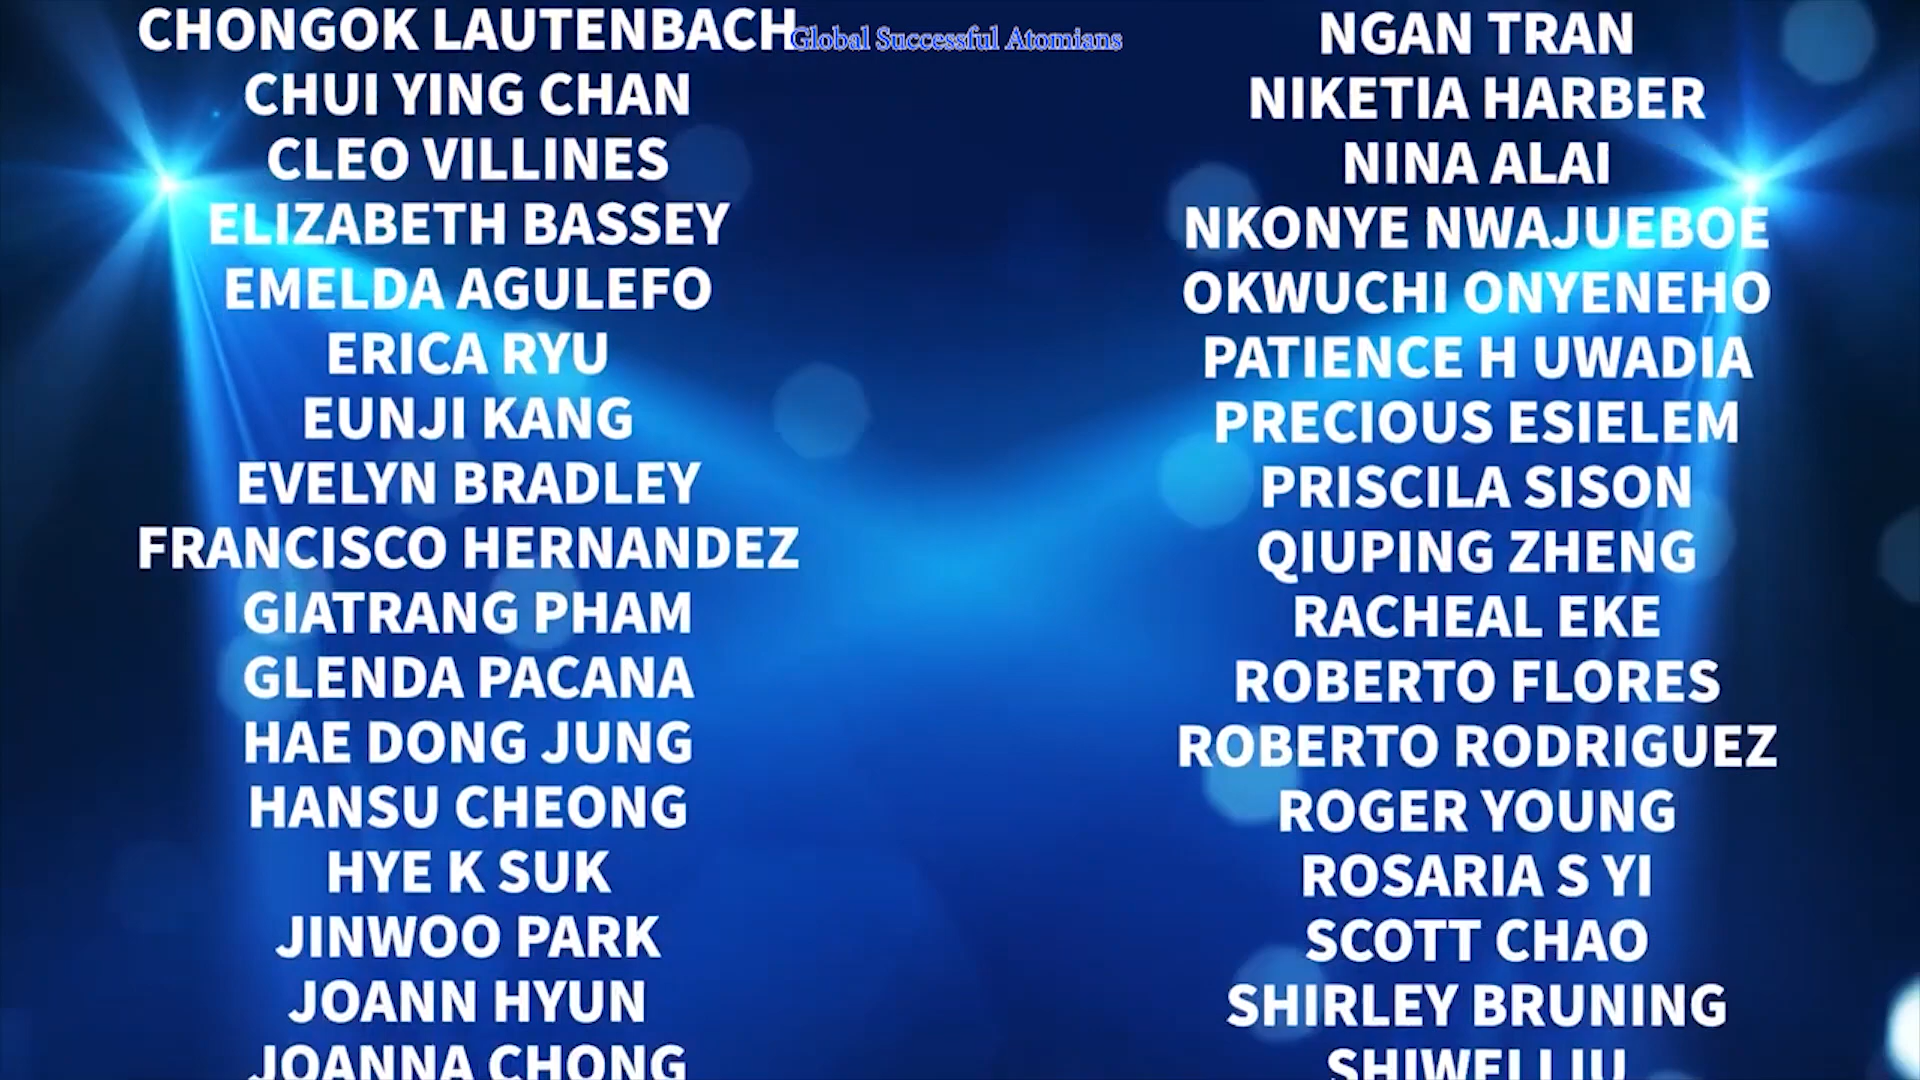 Global Successful Atomians
CHONGOK LAUTENBACH
CHUI YING CHAN
CLEO VILLINES
ELIZABETH BASSEY
EMELDA AGULEFO
ERICA RYU
EUNJI KANG
EVELYN BRADLEY
FRANCISCO HERNANDEZ
GIATRANG PHAM
GLENDA PACANA
HAE DONG JUNG
HANSU CHEONG
HYE K SUK
JINWOO PARK
JOANN HYUN
JOANNA CHONG
NGAN TRAN
NIKETIA HARBER
NINA ALAI
NKONYE NWAJUEBOE
OKWUCHI ONYENEHO
PATIENCE H UWADIA
PRECIOUS ESIELEM
PRISCILA SISON
QIUPING ZHENG
RACHEAL EKE
ROBERTO FLORES
ROBERTO RODRIGUEZ
ROGER YOUNG
ROSARIA S YI
SCOTT CHAO
SHIRLEY BRUNING
SHIWEI LIU